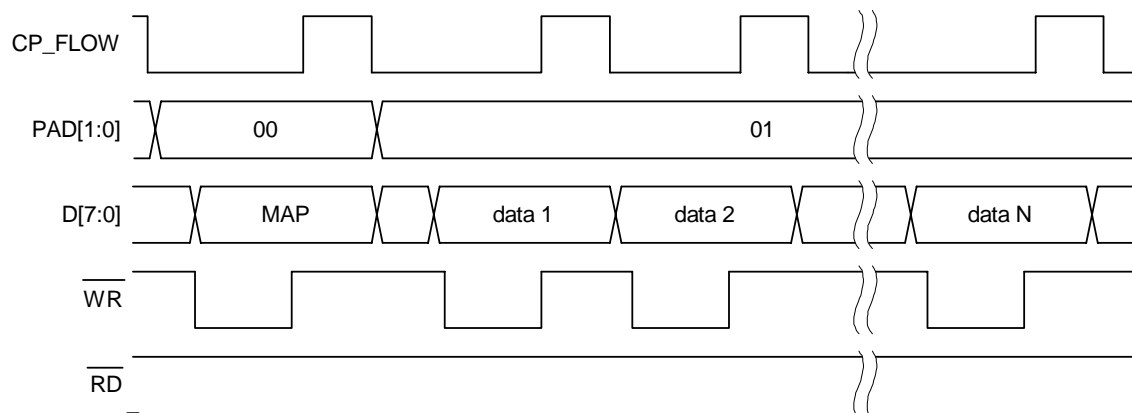 CP_FLOW
PAD[1:0] 00 01
D[7:0] MAP data 1 data 2 data N
WR
RD